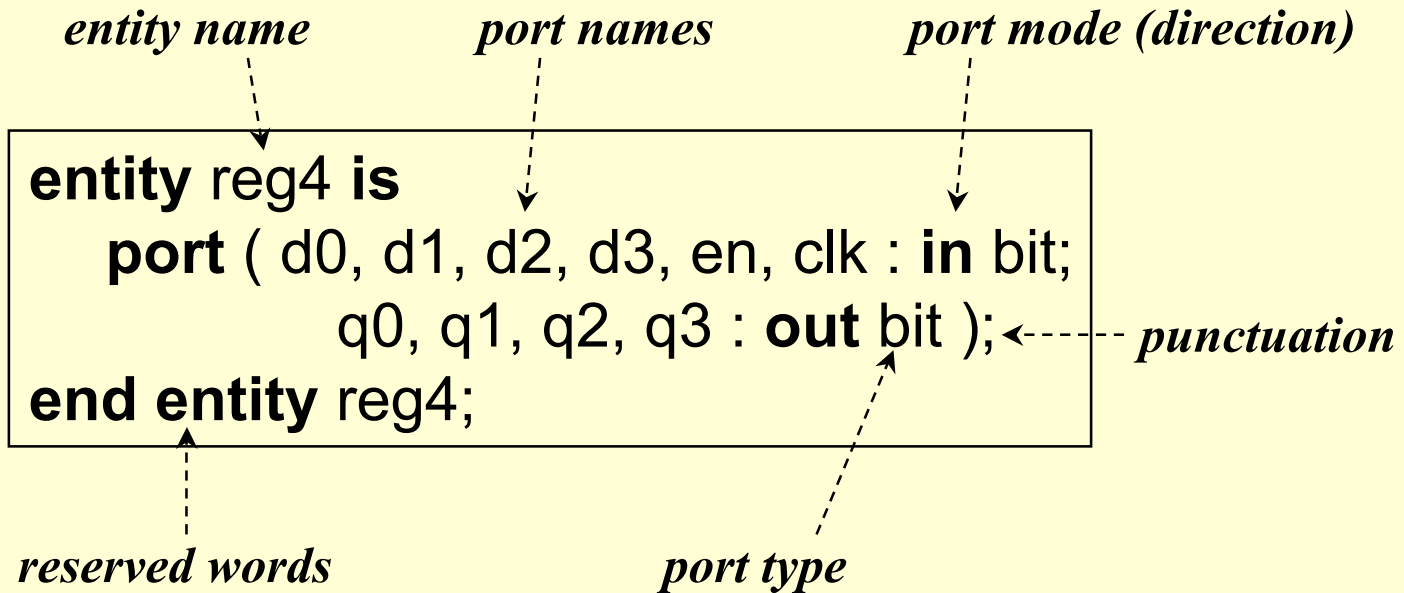 entity name port names port mode (direction)
entity reg4 is
port ( d0, d1, d2, d3, en, clk : in bit;
q0, q1, q2, q3 : out bit );
punctuation
end entity reg4;
reserved words port type